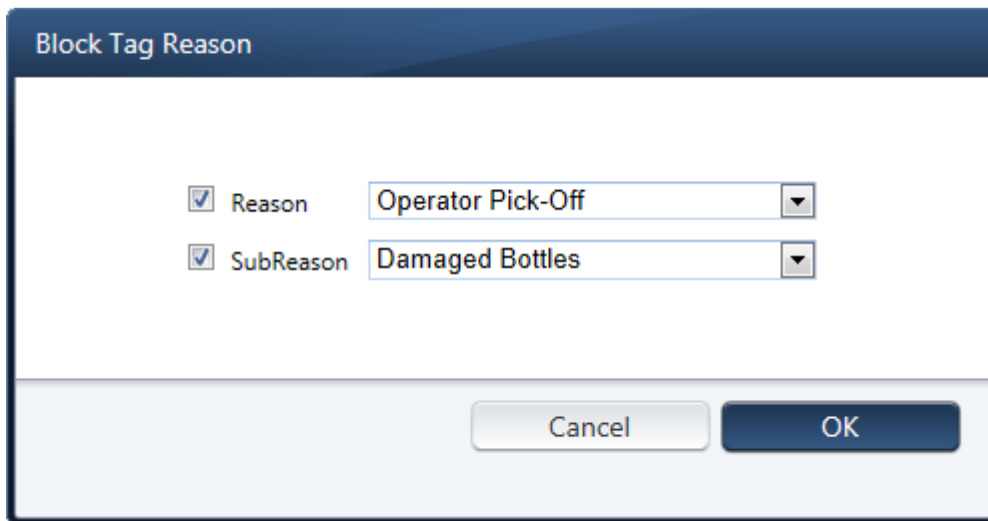 Block Tag Reason
Reason Operator Pick-Off
SubReason Damaged Bottles
Cancel OK